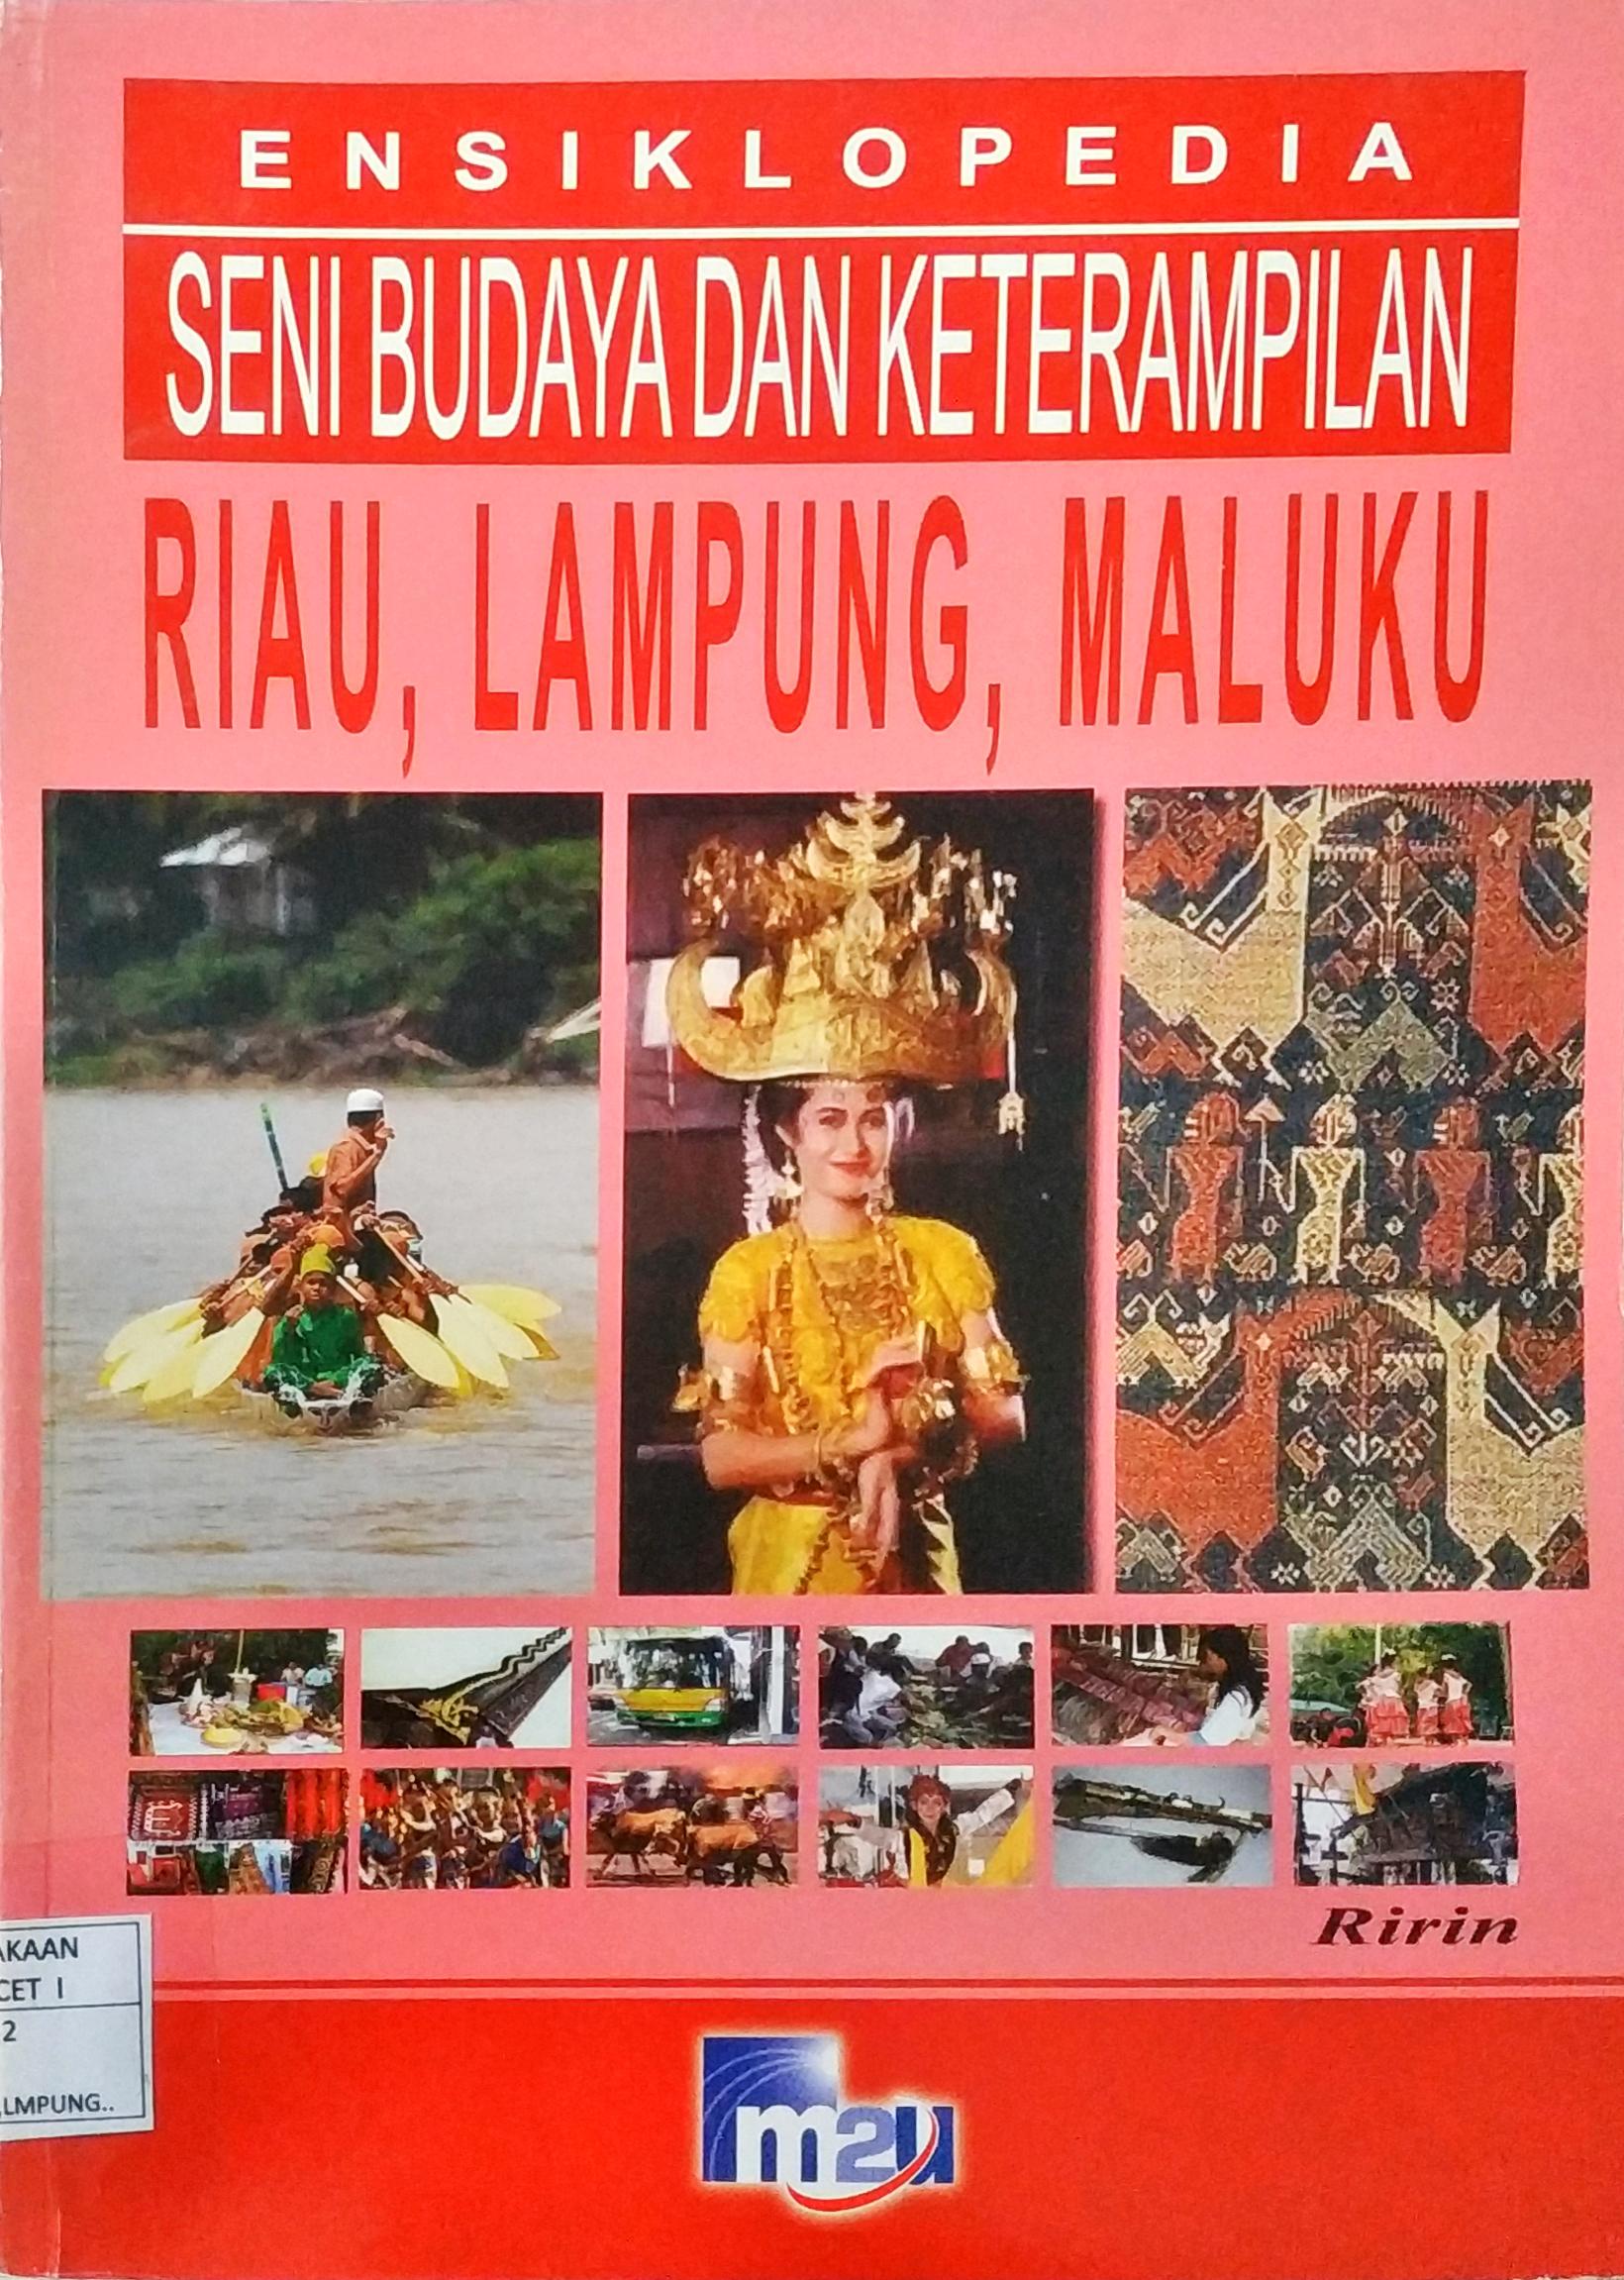 ENSIKLOPEDIA
SENI BUDAYA DAN KETERAMPILAN
RIAU, LAMPUNG, MALUKU
Ririn
AKAAN
CET I
2
,LMPUNG..
m2u